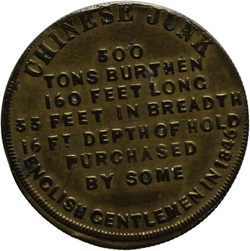 CHINESE JUNK
300
TONS BURTHEN
160 FEET LONG
33 FEET IN BREADTH
16 FT DEPTH OF HOLD
PURCHASED
BY SOME
ENGLISH GENTLEMEN IN 1846